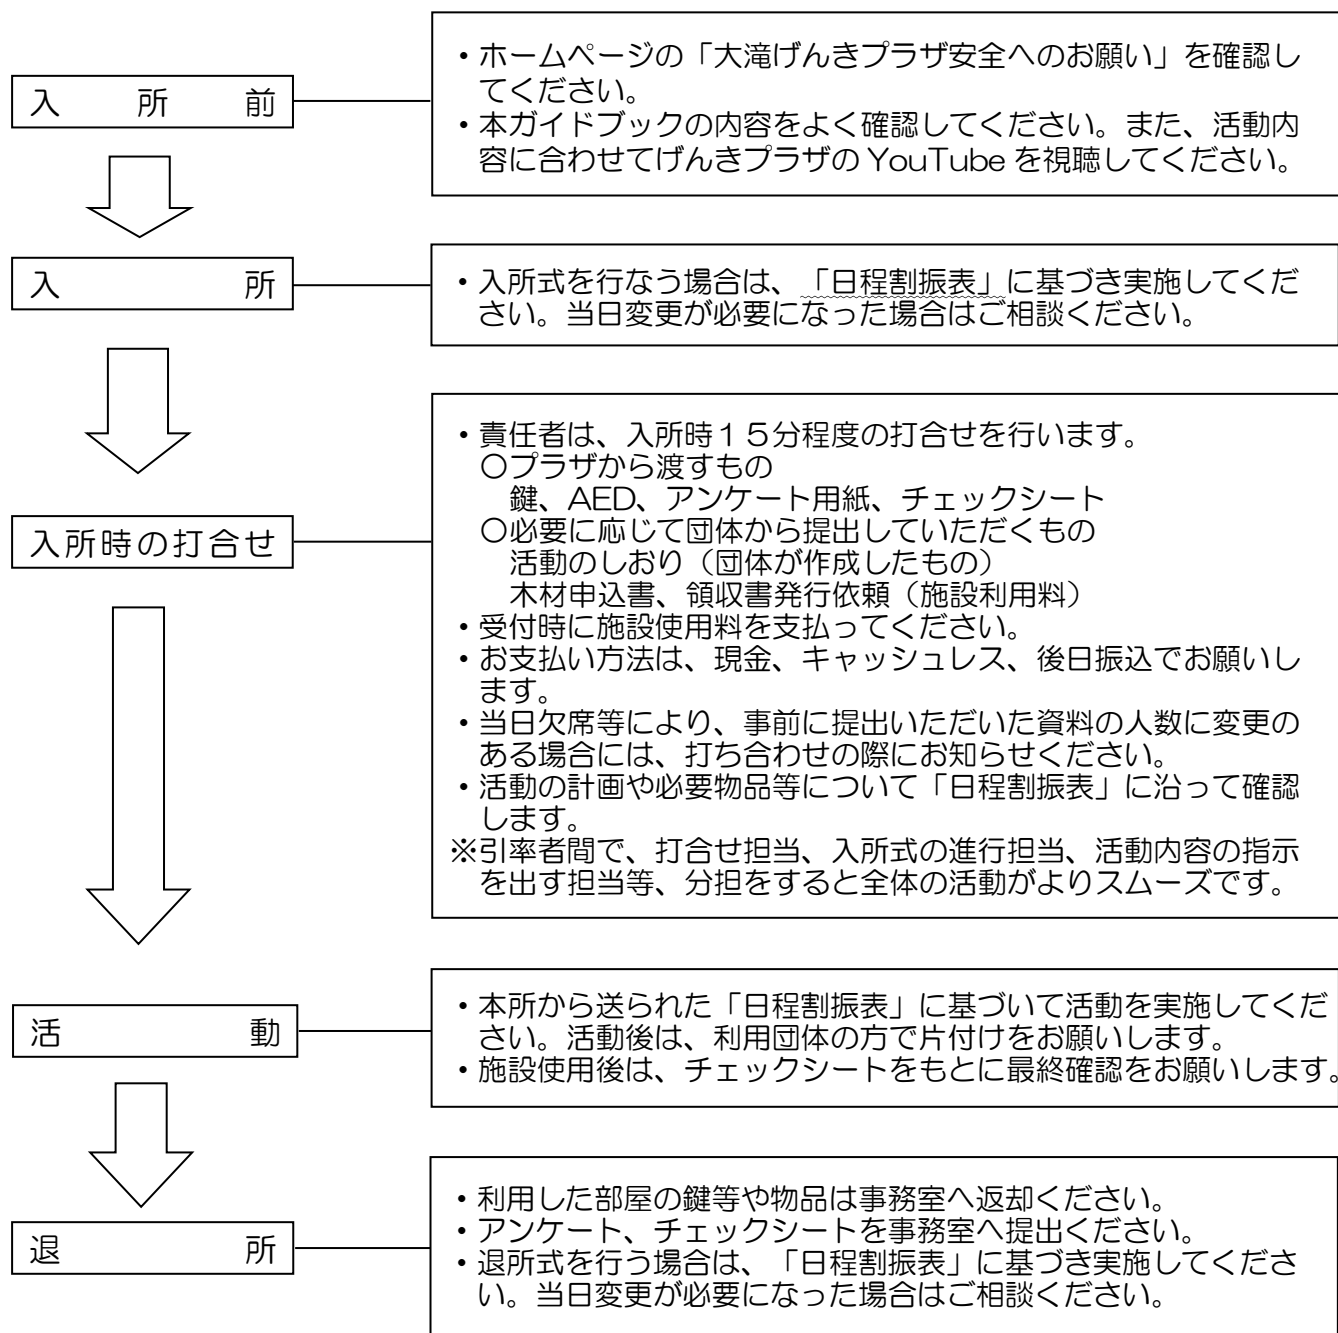 入所前
・ホームページの「大滝げんきプラザ安全へのお願い」を確認し
てください。
・本ガイドブックの内容をよく確認してください。また、活動内
容に合わせてげんきプラザの YouTube を視聴してください。
入所
・入所式を行なう場合は、「日程割振表」に基づき実施してくだ
さい。当日変更が必要になった場合はご相談ください。
入所時の打合せ
・責任者は、入所時１５分程度の打合せを行います。
〇プラザから渡すもの
鍵、AED、アンケート用紙、チェックシート
〇必要に応じて団体から提出していただくもの
活動のしおり（団体が作成したもの）
木材申込書、領収書発行依頼（施設利用料）
・受付時に施設使用料を支払ってください。
・お支払い方法は、現金、キャッシュレス、後日振込でお願いし
ます。
・当日欠席等により、事前に提出いただいた資料の人数に変更の
ある場合には、打ち合わせの際にお知らせください。
・活動の計画や必要物品等について「日程割振表」に沿って確認
します。
※引率者間で、打合せ担当、入所式の進行担当、活動内容の指示
を出す担当等、分担をすると全体の活動がよりスムーズです。
活動
・本所から送られた「日程割振表」に基づいて活動を実施してくだ
さい。活動後は、利用団体の方で片付けをお願いします。
・施設使用後は、チェックシートをもとに最終確認をお願いします。
退所
・利用した部屋の鍵等や物品は事務室へ返却ください。
・アンケート、チェックシートを事務室へ提出ください。
・退所式を行う場合は、「日程割振表」に基づき実施してくださ
い。当日変更が必要になった場合はご相談ください。